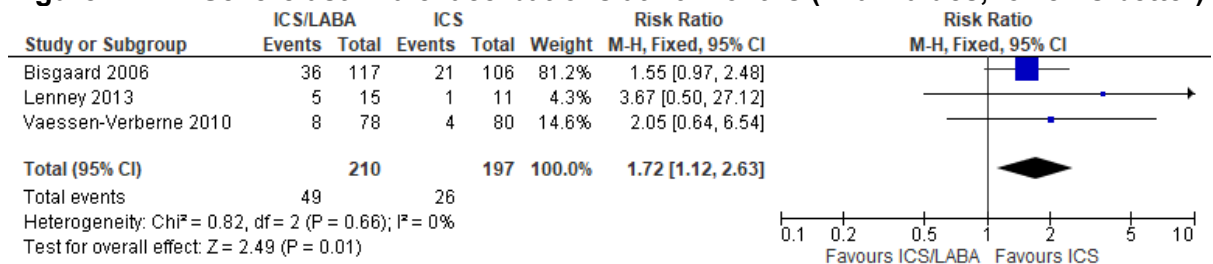 ICS/LABA ICS Risk Ratio Risk Ratio
Study or Subgroup Events Total Events Total Weight M-H, Fixed, 95% CI M-H, Fixed, 95% CI
Bisgaard 2006 36 117 21 106 81.2% 1.55 [0.97, 2.48]
Lenney 2013 5 15 1 11 4.3% 3.67 [0.50, 27.12]
Vaessen-Verberne 2010 8 78 4 80 14.6% 2.05 [0.64, 6.54]
Total (95% CI) 210 197 100.0% 1.72 [1.12, 2.63]
Total events 49 26
Heterogeneity: Chi² = 0.82, df = 2 (P = 0.66); I² = 0%
Test for overall effect: Z = 2.49 (P = 0.01)
0.1 0.2 0.5 1 2 5 10
Favours ICS/LABA Favours ICS